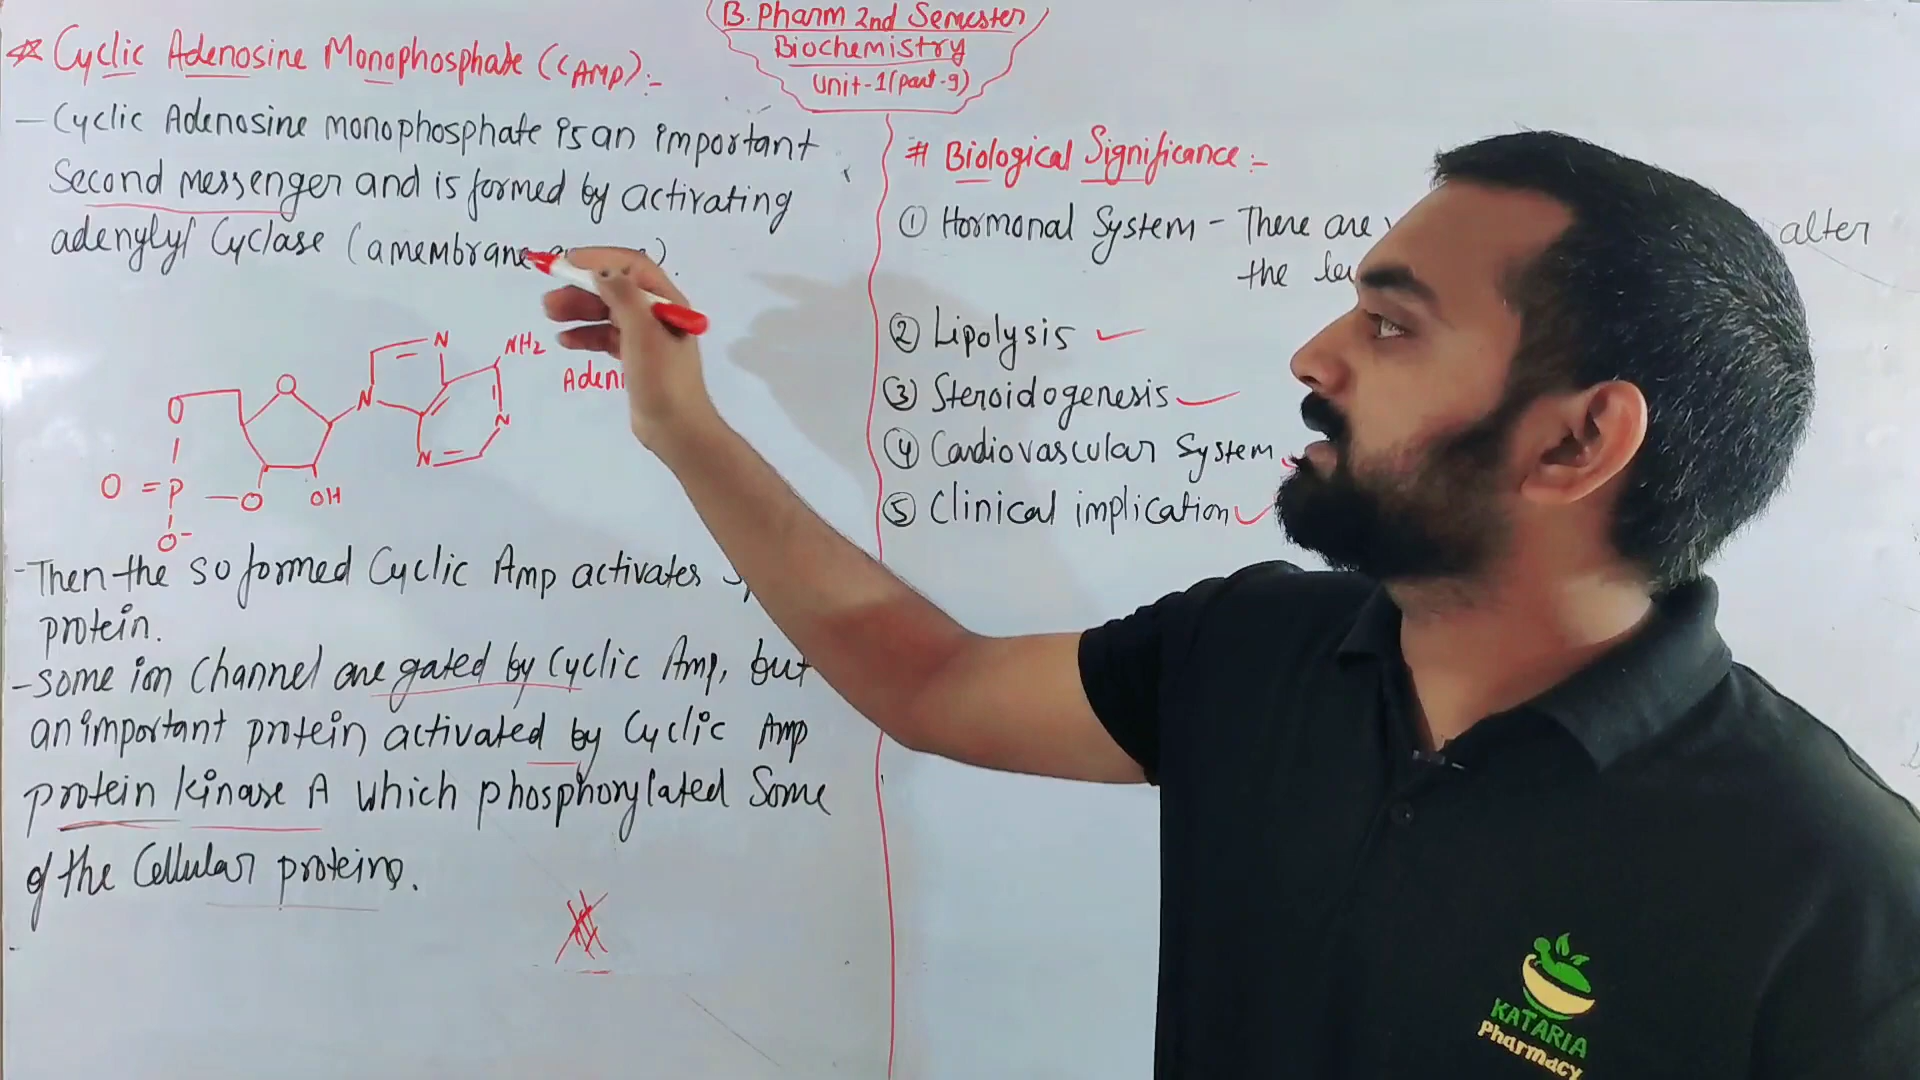 B. Pharm 2nd Semester
Biochemistry
Unit-1(part-9)
Cyclic Adenosine Monophosphate (cAMP):-
- Cyclic Adenosine monophosphate is an important
Second messenger and is formed by activating
adenylyl Cyclase (a membrane
N
NH2
O
N
N
N
O
O = P - O
OH
O-
- Then the so formed Cyclic Amp activates
protein.
- Some ion Channel are gated by Cyclic Amp, but
an important protein activated by Cyclic Amp
protein kinase A which phosphorylated Some
of the Cellular proteins.
# Biological Significance:-
① Hormonal System - There are alter
the
② Lipolysis
③ Steroidogenesis
④ Cardiovascular System
⑤ Clinical implication
KATARIA
Pharmacy